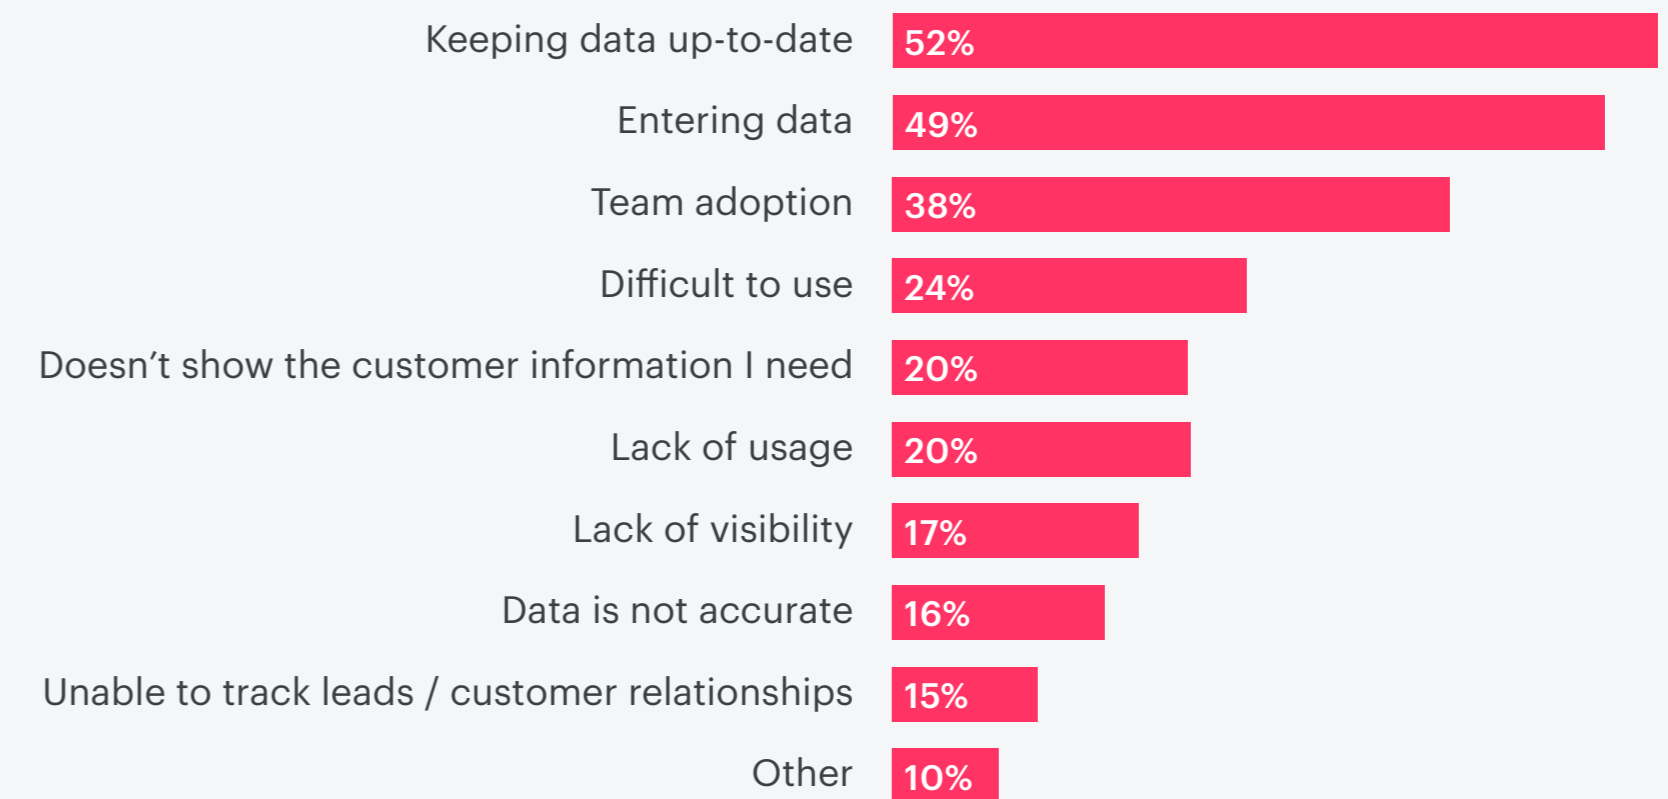 Keeping data up-to-date 52%
Entering data 49%
Team adoption 38%
Difficult to use 24%
Doesn’t show the customer information I need 20%
Lack of usage 20%
Lack of visibility 17%
Data is not accurate 16%
Unable to track leads / customer relationships 15%
Other 10%